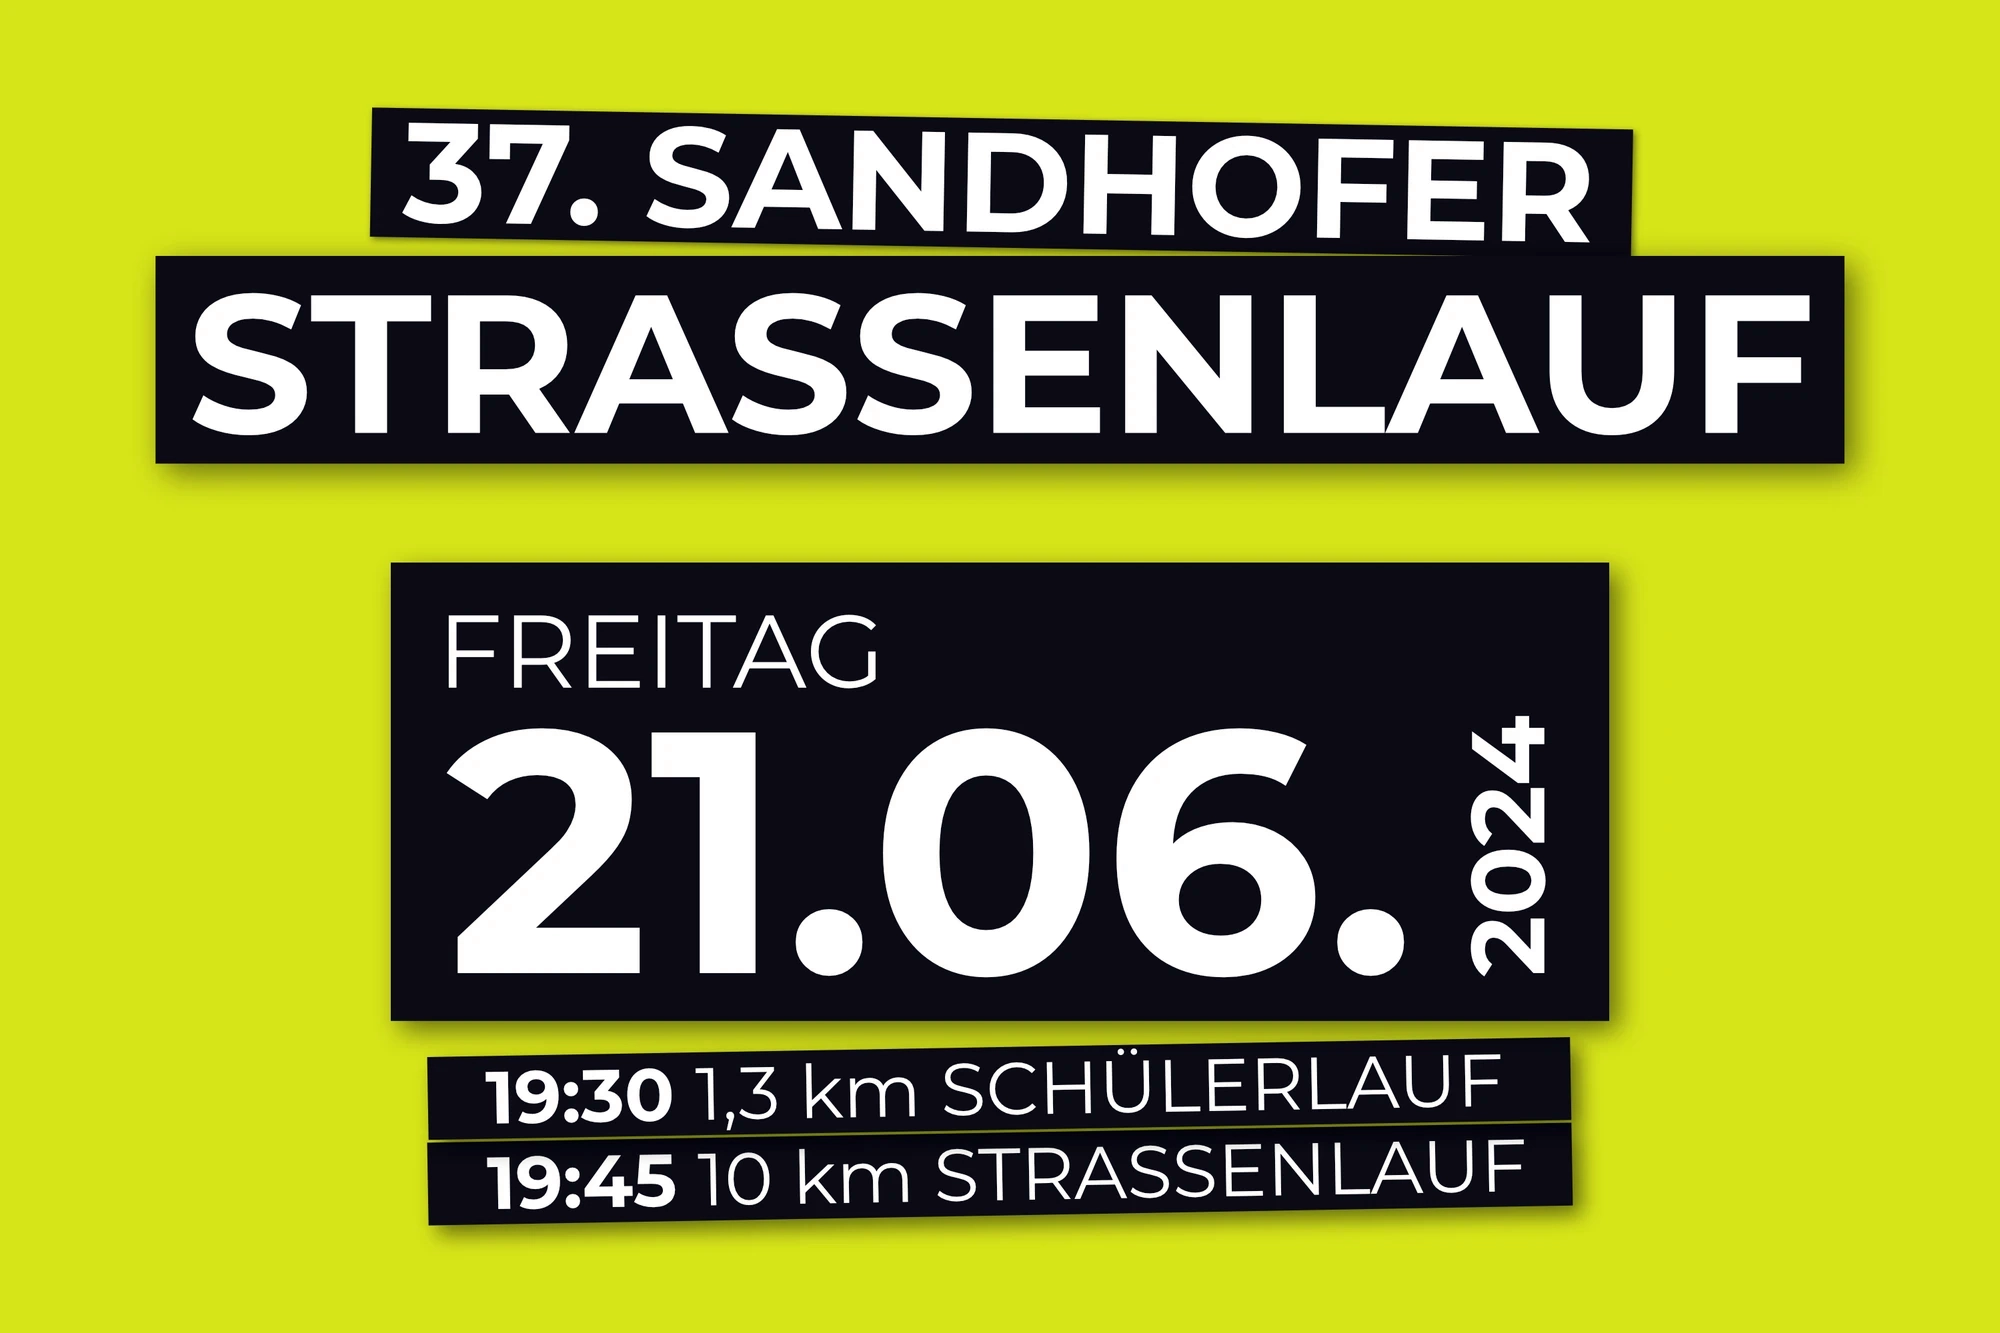 37. SANDHOFER
STRASSENLAUF
FREITAG
21.06.
2024
19:30 1,3 km SCHÜLERLAUF
19:45 10 km STRASSENLAUF